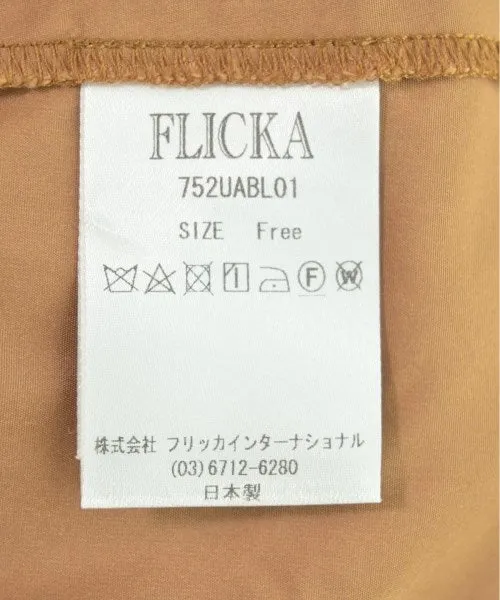 FLICKA
752UABL01
SIZE Free
F W
株式会社 フリッカインターナショナル
(03)6712-6280
日本製